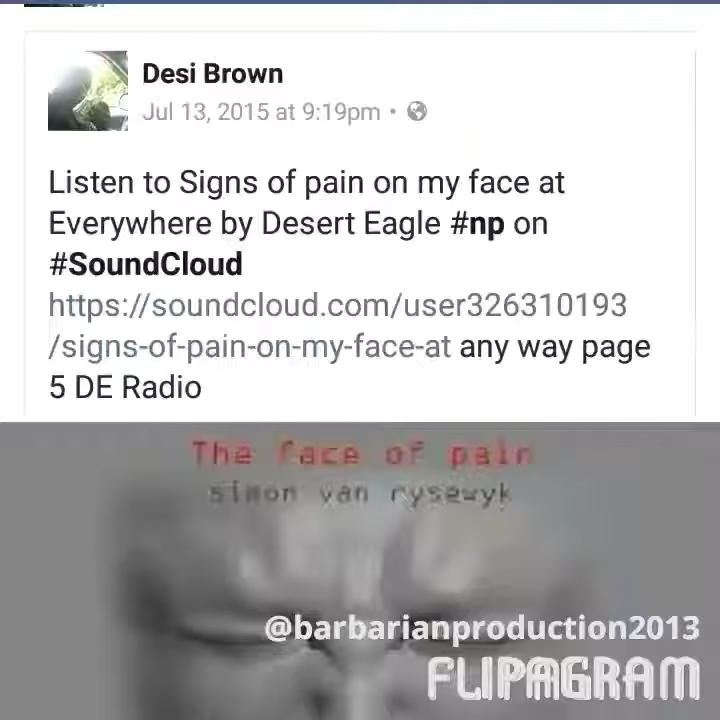 Desi Brown
Jul 13, 2015 at 9:19pm •
Listen to Signs of pain on my face at
Everywhere by Desert Eagle #np on
#SoundCloud
https://soundcloud.com/user326310193
/signs-of-pain-on-my-face-at any way page
5 DE Radio
The face of pain
simon van rysewyk
@barbarianproduction2013
FLIPAGRAM